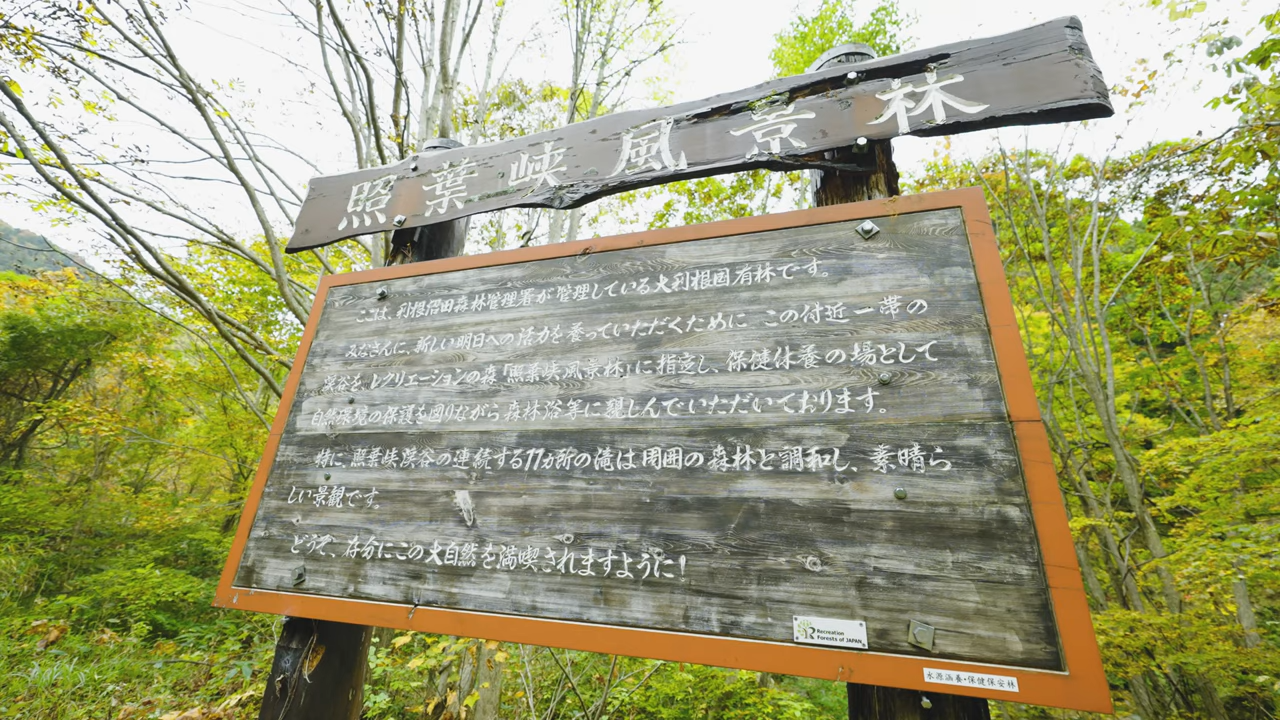 照葉峡風景林
ここは、利根沼田森林管理署が管理している大利根国有林です。
みなさんに、新しい明日への活力を養っていただくために この付近一帯の
渓谷を、レクリエーションの森「照葉峡風景林」に指定し、保健休養の場として
自然環境の保護を図りながら森林浴等に親しんでいただいております。
特に、照葉峡渓谷の連続する11カ所の滝は周囲の森林と調和し、素晴ら
しい景観です。
どうぞ、存分にこの大自然を満喫されますように!
Recreation
Forests of JAPAN
水源涵養・保健保安林